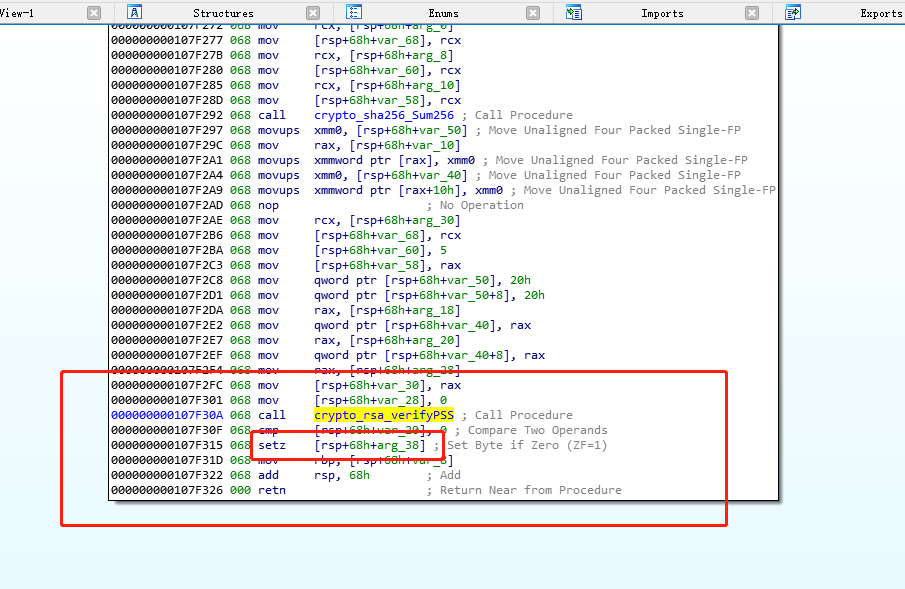 View-1 Structures Enums Imports Exports
000000000107F272 068 mov rcx, [rsp+68h+arg_0]
000000000107F277 068 mov [rsp+68h+var_68], rcx
000000000107F27B 068 mov rcx, [rsp+68h+arg_8]
000000000107F280 068 mov [rsp+68h+var_60], rcx
000000000107F285 068 mov rcx, [rsp+68h+arg_10]
000000000107F28D 068 mov [rsp+68h+var_58], rcx
000000000107F292 068 call crypto_sha256_Sum256 ; Call Procedure
000000000107F297 068 movups xmm0, [rsp+68h+var_50] ; Move Unaligned Four Packed Single-FP
000000000107F29C 068 mov rax, [rsp+68h+var_10]
000000000107F2A1 068 movups xmmword ptr [rax], xmm0 ; Move Unaligned Four Packed Single-FP
000000000107F2A4 068 movups xmm0, [rsp+68h+var_40] ; Move Unaligned Four Packed Single-FP
000000000107F2A9 068 movups xmmword ptr [rax+10h], xmm0 ; Move Unaligned Four Packed Single-FP
000000000107F2AD 068 nop ; No Operation
000000000107F2AE 068 mov rcx, [rsp+68h+arg_30]
000000000107F2B6 068 mov [rsp+68h+var_68], rcx
000000000107F2BA 068 mov [rsp+68h+var_60], 5
000000000107F2C3 068 mov [rsp+68h+var_58], rax
000000000107F2C8 068 mov qword ptr [rsp+68h+var_50], 20h
000000000107F2D1 068 mov qword ptr [rsp+68h+var_50+8], 20h
000000000107F2DA 068 mov rax, [rsp+68h+arg_18]
000000000107F2E2 068 mov qword ptr [rsp+68h+var_40], rax
000000000107F2E7 068 mov rax, [rsp+68h+arg_20]
000000000107F2EF 068 mov qword ptr [rsp+68h+var_40+8], rax
000000000107F2F4 068 mov rax, [rsp+68h+arg_28]
000000000107F2FC 068 mov [rsp+68h+var_30], rax
000000000107F301 068 mov [rsp+68h+var_28], 0
000000000107F30A 068 call crypto_rsa_verifyPSS ; Call Procedure
000000000107F30F 068 cmp [rsp+68h+var_20], 0 ; Compare Two Operands
000000000107F315 068 setz [rsp+68h+arg_38] ; Set Byte if Zero (ZF=1)
000000000107F31D 068 mov rbp, [rsp+68h+var_8]
000000000107F322 068 add rsp, 68h ; Add
000000000107F326 000 retn ; Return Near from Procedure